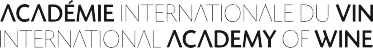 ACADÉMIE INTERNATIONALE DU VIN
INTERNATIONAL ACADEMY OF WINE